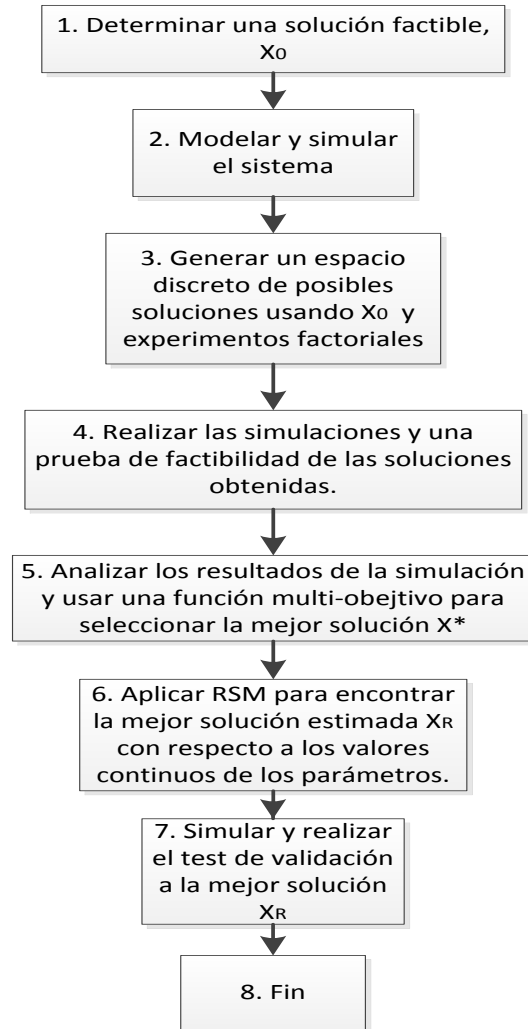 1. Determinar una solución factible,
X0
2. Modelar y simular
el sistema
3. Generar un espacio
discreto de posibles
soluciones usando X0 y
experimentos factoriales
4. Realizar las simulaciones y una
prueba de factibilidad de las soluciones
obtenidas.
5. Analizar los resultados de la simulación
y usar una función multi-obejtivo para
seleccionar la mejor solución X*
6. Aplicar RSM para encontrar
la mejor solución estimada XR
con respecto a los valores
continuos de los parámetros.
7. Simular y realizar
el test de validación
a la mejor solución
XR
8. Fin